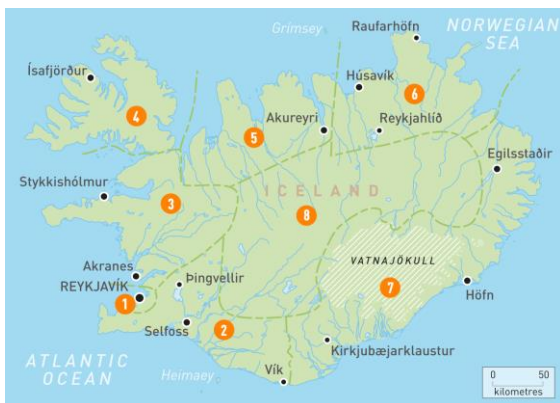 Grímsey
Raufarhöfn
NORWEGIAN
SEA
Ísafjörður
Húsavík
6
4
5
Akureyri
Reykjahlíð
Egilsstaðir
ICELAND
Stykkishólmur
3
8
VATNAJÖKULL
Akranes
REYKJAVÍK
1
Þingvellir
7
Höfn
Selfoss
2
Kirkjubæjarklaustur
ATLANTIC
OCEAN
Heimaey
Vík
0 50
kilometres